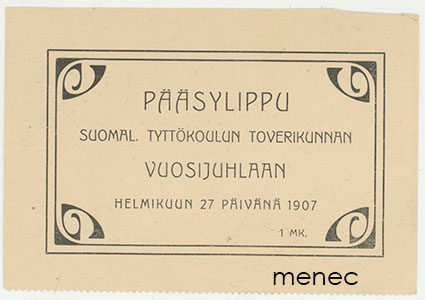 PÄÄSYLIPPU
SUOMAL. TYTTÖKOULUN TOVERIKUNNAN
VUOSIJUHLAAN
HELMIKUUN 27 PÄIVÄNÄ 1907
1 MK.
menec